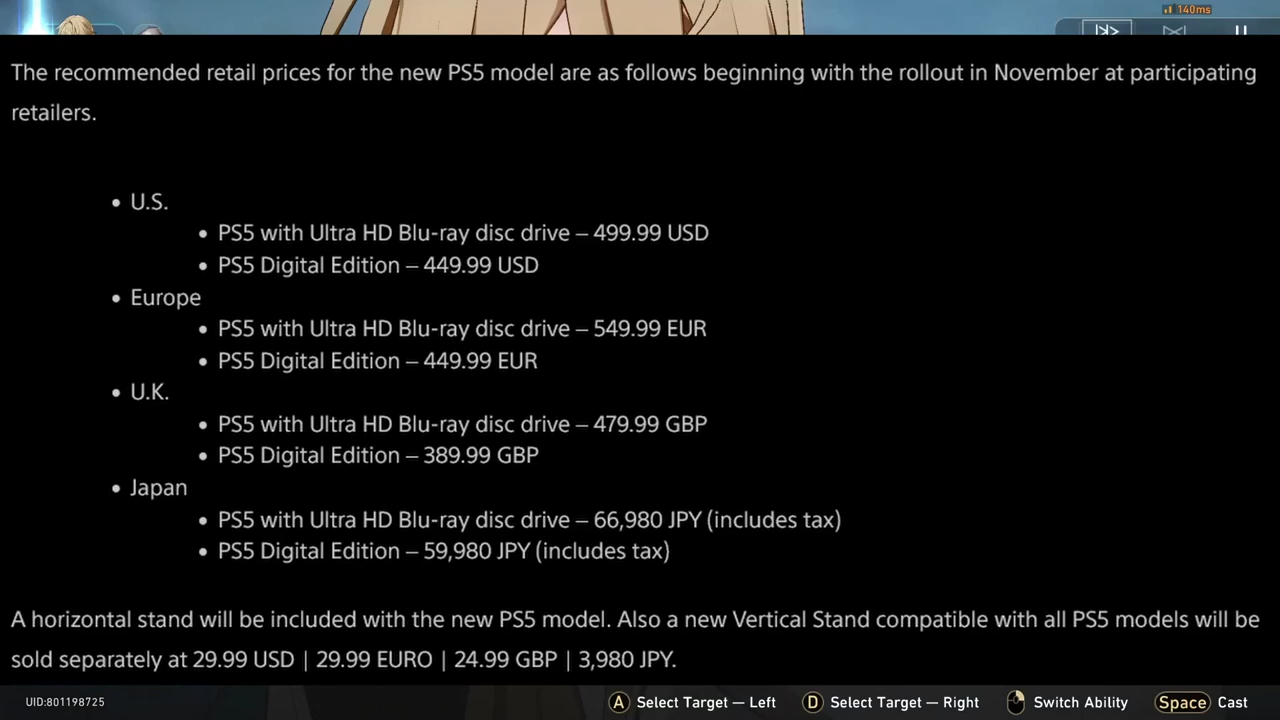 140ms
The recommended retail prices for the new PS5 model are as follows beginning with the rollout in November at participating
retailers.
• U.S.
• PS5 with Ultra HD Blu-ray disc drive – 499.99 USD
• PS5 Digital Edition – 449.99 USD
• Europe
• PS5 with Ultra HD Blu-ray disc drive – 549.99 EUR
• PS5 Digital Edition – 449.99 EUR
• U.K.
• PS5 with Ultra HD Blu-ray disc drive – 479.99 GBP
• PS5 Digital Edition – 389.99 GBP
• Japan
• PS5 with Ultra HD Blu-ray disc drive – 66,980 JPY (includes tax)
• PS5 Digital Edition – 59,980 JPY (includes tax)
A horizontal stand will be included with the new PS5 model. Also a new Vertical Stand compatible with all PS5 models will be
sold separately at 29.99 USD | 29.99 EURO | 24.99 GBP | 3,980 JPY.
UID:801198725 A Select Target — Left D Select Target — Right Switch Ability Space Cast